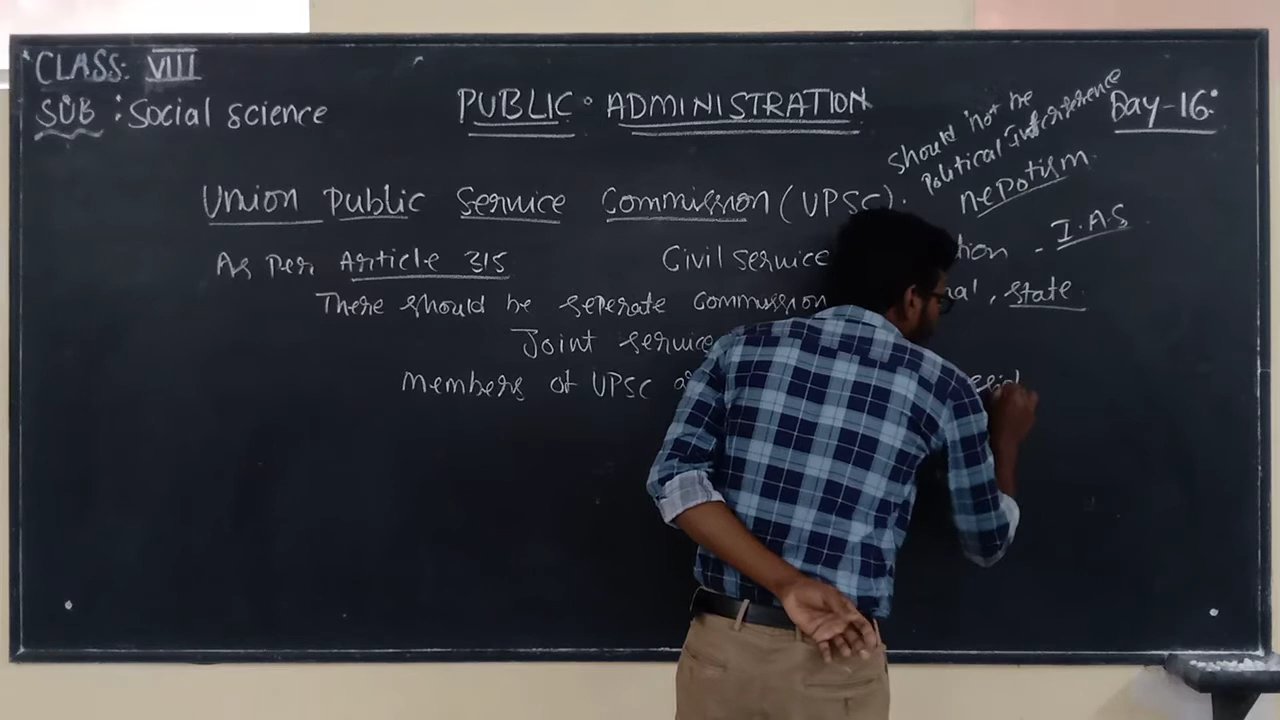 CLASS: VIII
SUB : Social science
PUBLIC ADMINISTRATION
Day-16
Should not be
Political Interference
nepotism
Union Public Service Commission (UPSC).
As per Article 315
Civil service
- I.A.S
There should be seperate Commission
, state.
Joint service
Members of UPSC